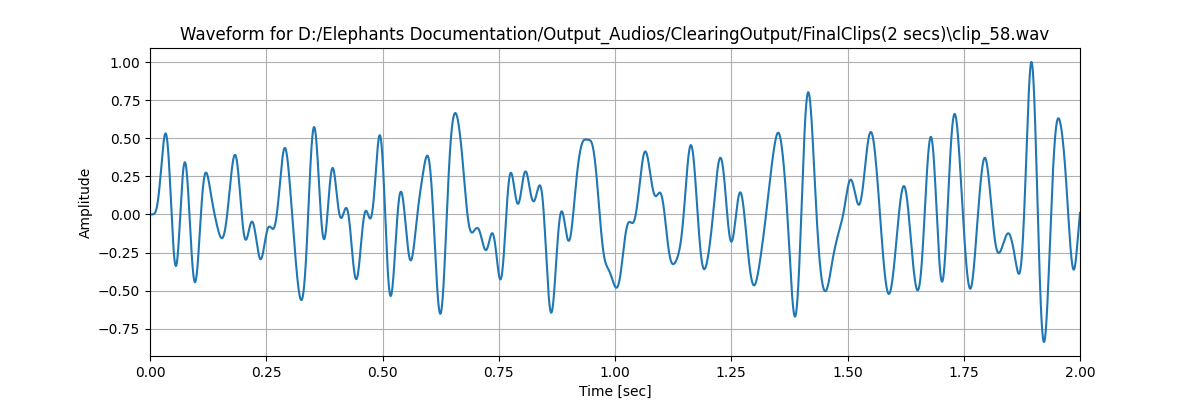 Waveform for D:/Elephants Documentation/Output_Audios/ClearingOutput/FinalClips(2 secs)\clip_58.wav
1.00
0.75
0.50
0.25
0.00
−0.25
−0.50
−0.75
Amplitude
0.00 0.25 0.50 0.75 1.00 1.25 1.50 1.75 2.00
Time [sec]